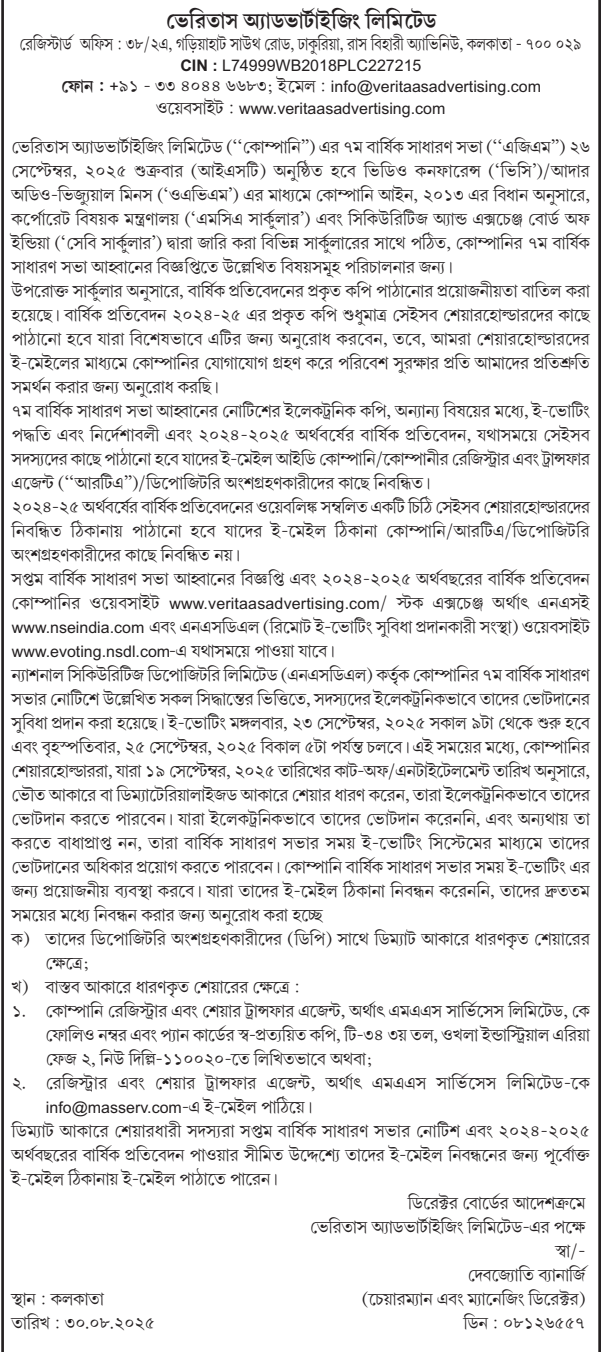 ভেরিতাস অ্যাডভার্টাইজিং লিমিটেড
রেজিস্টার্ড অফিস : ৩৮/২এ, গড়িয়াহাট সাউথ রোড, ঢাকুরিয়া, রাস বিহারী অ্যাভিনিউ, কলকাতা - ৭০০ ০২৯
CIN : L74999WB2018PLC227215
ফোন : +৯১ - ৩৩ ৪০৪৪ ৬৬৮৩; ইমেল : info@veritaasadvertising.com
ওয়েবসাইট : www.veritaasadvertising.com
ভেরিতাস অ্যাডভার্টাইজিং লিমিটেড (‘‘কোম্পানি’’) এর ৭ম বার্ষিক সাধারণ সভা (‘‘এজিএম’’) ২৬
সেপ্টেম্বর, ২০২৫ শুক্রবার (আইএসটি) অনুষ্ঠিত হবে ভিডিও কনফারেন্স (‘ভিসি’)/আদার
অডিও-ভিজ্যুয়াল মিনস (‘ওএভিএম’) এর মাধ্যমে কোম্পানি আইন, ২০১৩ এর বিধান অনুসারে,
কর্পোরেট বিষয়ক মন্ত্রণালয় (‘এমসিএ সার্কুলার’) এবং সিকিউরিটিজ অ্যান্ড এক্সচেঞ্জ বোর্ড অফ
ইন্ডিয়া (‘সেবি সার্কুলার’) দ্বারা জারি করা বিভিন্ন সার্কুলারের সাথে পঠিত, কোম্পানির ৭ম বার্ষিক
সাধারণ সভা আহ্বানের বিজ্ঞপ্তিতে উল্লেখিত বিষয়সমূহ পরিচালনার জন্য।
উপরোক্ত সার্কুলার অনুসারে, বার্ষিক প্রতিবেদনের প্রকৃত কপি পাঠানোর প্রয়োজনীয়তা বাতিল করা
হয়েছে। বার্ষিক প্রতিবেদন ২০২৪-২৫ এর প্রকৃত কপি শুধুমাত্র সেইসব শেয়ারহোল্ডারদের কাছে
পাঠানো হবে যারা বিশেষভাবে এটির জন্য অনুরোধ করবেন, তবে, আমরা শেয়ারহোল্ডারদের
ই-মেইলের মাধ্যমে কোম্পানির যোগাযোগ গ্রহণ করে পরিবেশ সুরক্ষার প্রতি আমাদের প্রতিশ্রুতি
সমর্থন করার জন্য অনুরোধ করছি।
৭ম বার্ষিক সাধারণ সভা আহ্বানের নোটিশের ইলেকট্রনিক কপি, অন্যান্য বিষয়ের মধ্যে, ই-ভোটিং
পদ্ধতি এবং নির্দেশাবলী এবং ২০২৪-২০২৫ অর্থবর্ষের বার্ষিক প্রতিবেদন, যথাসময়ে সেইসব
সদস্যদের কাছে পাঠানো হবে যাদের ই-মেইল আইডি কোম্পানি/কোম্পানীর রেজিস্ট্রার এবং ট্রান্সফার
এজেন্ট (‘‘আরটিএ’’)/ডিপোজিটরি অংশগ্রহণকারীদের কাছে নিবন্ধিত।
২০২৪-২৫ অর্থবর্ষের বার্ষিক প্রতিবেদনের ওয়েবলিঙ্ক সম্বলিত একটি চিঠি সেইসব শেয়ারহোল্ডারদের
নিবন্ধিত ঠিকানায় পাঠানো হবে যাদের ই-মেইল ঠিকানা কোম্পানি/আরটিএ/ডিপোজিটরি
অংশগ্রহণকারীদের কাছে নিবন্ধিত নয়।
সপ্তম বার্ষিক সাধারণ সভা আহ্বানের বিজ্ঞপ্তি এবং ২০২৪-২০২৫ অর্থবছরের বার্ষিক প্রতিবেদন
কোম্পানির ওয়েবসাইট www.veritaasadvertising.com/ স্টক এক্সচেঞ্জ অর্থাৎ এনএসই
www.nseindia.com এবং এনএসডিএল (রিমোট ই-ভোটিং সুবিধা প্রদানকারী সংস্থা) ওয়েবসাইট
www.evoting.nsdl.com-এ যথাসময়ে পাওয়া যাবে।
ন্যাশনাল সিকিউরিটিজ ডিপোজিটরি লিমিটেড (এনএসডিএল) কর্তৃক কোম্পানির ৭ম বার্ষিক সাধারণ
সভার নোটিশে উল্লেখিত সকল সিদ্ধান্তের ভিত্তিতে, সদস্যদের ইলেকট্রনিকভাবে তাদের ভোটদানের
সুবিধা প্রদান করা হয়েছে। ই-ভোটিং মঙ্গলবার, ২৩ সেপ্টেম্বর, ২০২৫ সকাল ৯টা থেকে শুরু হবে
এবং বৃহস্পতিবার, ২৫ সেপ্টেম্বর, ২০২৫ বিকাল ৫টা পর্যন্ত চলবে। এই সময়ের মধ্যে, কোম্পানির
শেয়ারহোল্ডাররা, যারা ১৯ সেপ্টেম্বর, ২০২৫ তারিখের কাট-অফ/এনটাইটেলমেন্ট তারিখ অনুসারে,
ভৌত আকারে বা ডিম্যাটেরিয়ালাইজড আকারে শেয়ার ধারণ করেন, তারা ইলেকট্রনিকভাবে তাদের
ভোটদান করতে পারবেন। যারা ইলেকট্রনিকভাবে তাদের ভোটদান করেননি, এবং অন্যথায় তা
করতে বাধাপ্রাপ্ত নন, তারা বার্ষিক সাধারণ সভার সময় ই-ভোটিং সিস্টেমের মাধ্যমে তাদের
ভোটদানের অধিকার প্রয়োগ করতে পারবেন। কোম্পানি বার্ষিক সাধারণ সভার সময় ই-ভোটিং এর
জন্য প্রয়োজনীয় ব্যবস্থা করবে। যারা তাদের ই-মেইল ঠিকানা নিবন্ধন করেননি, তাদের দ্রুততম
সময়ের মধ্যে নিবন্ধন করার জন্য অনুরোধ করা হচ্ছে
ক) তাদের ডিপোজিটরি অংশগ্রহণকারীদের (ডিপি) সাথে ডিম্যাট আকারে ধারণকৃত শেয়ারের
ক্ষেত্রে;
খ) বাস্তব আকারে ধারণকৃত শেয়ারের ক্ষেত্রে :
১. কোম্পানি রেজিস্ট্রার এবং শেয়ার ট্রান্সফার এজেন্ট, অর্থাৎ এমএএস সার্ভিসেস লিমিটেড, কে
ফোলিও নম্বর এবং প্যান কার্ডের স্ব-প্রত্যয়িত কপি, টি-৩৪ ৩য় তল, ওখলা ইন্ডাস্ট্রিয়াল এরিয়া
ফেজ ২, নিউ দিল্লি-১১০০২০-তে লিখিতভাবে অথবা;
২. রেজিস্ট্রার এবং শেয়ার ট্রান্সফার এজেন্ট, অর্থাৎ এমএএস সার্ভিসেস লিমিটেড-কে
info@masserv.com-এ ই-মেইল পাঠিয়ে।
ডিম্যাট আকারে শেয়ারধারী সদস্যরা সপ্তম বার্ষিক সাধারণ সভার নোটিশ এবং ২০২৪-২০২৫
অর্থবছরের বার্ষিক প্রতিবেদন পাওয়ার সীমিত উদ্দেশ্যে তাদের ই-মেইল নিবন্ধনের জন্য পূর্বোক্ত
ই-মেইল ঠিকানায় ই-মেইল পাঠাতে পারেন।
ডিরেক্টর বোর্ডের আদেশক্রমে
ভেরিতাস অ্যাডভার্টাইজিং লিমিটেড-এর পক্ষে
স্বা/-
দেবজ্যোতি ব্যানার্জি
স্থান : কলকাতা (চেয়ারম্যান এবং ম্যানেজিং ডিরেক্টর)
তারিখ : ৩০.০৮.২০২৫ ডিন : ০৮১২৬৫৫৭